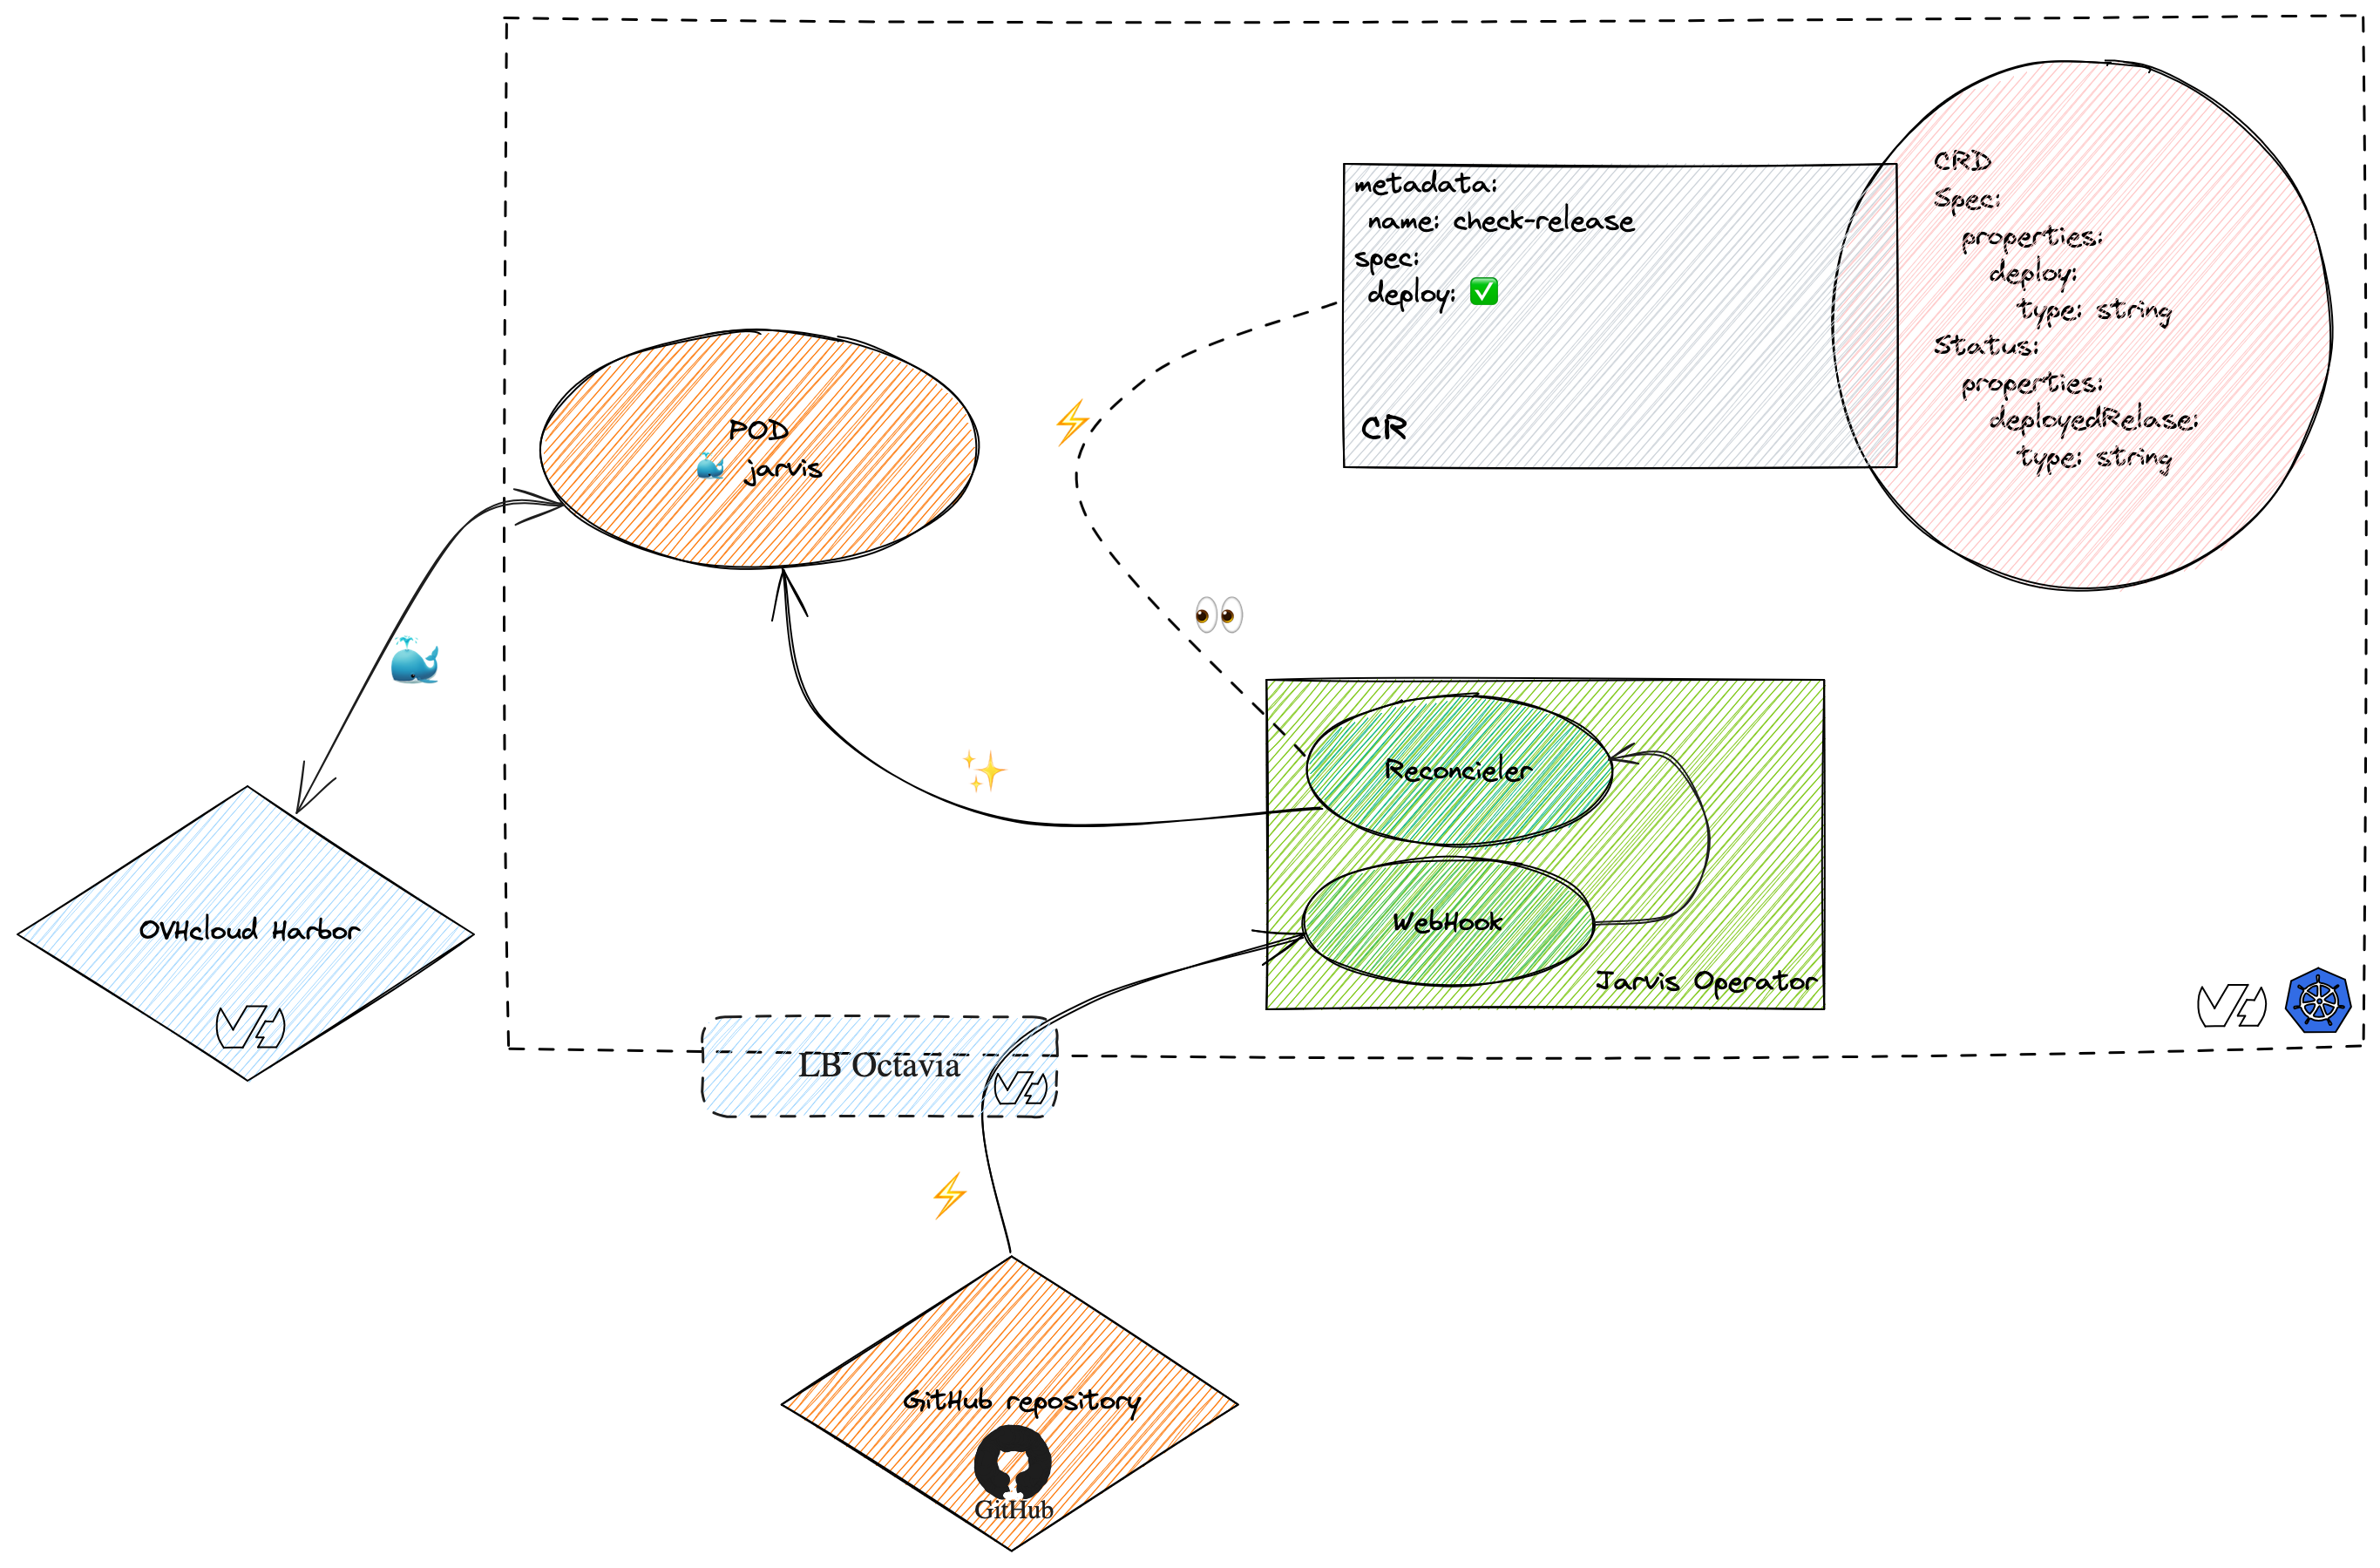 CRD
Spec:
properties:
deploy:
type: string
Status:
properties:
deployedRelase:
type: string
metadata:
name: check-release
spec:
deploy: ✅
CR
POD
🐳 jarvis
Reconcieler
WebHook
Jarvis Operator
OVHcloud Harbor
LB Octavia
GitHub repository
GitHub